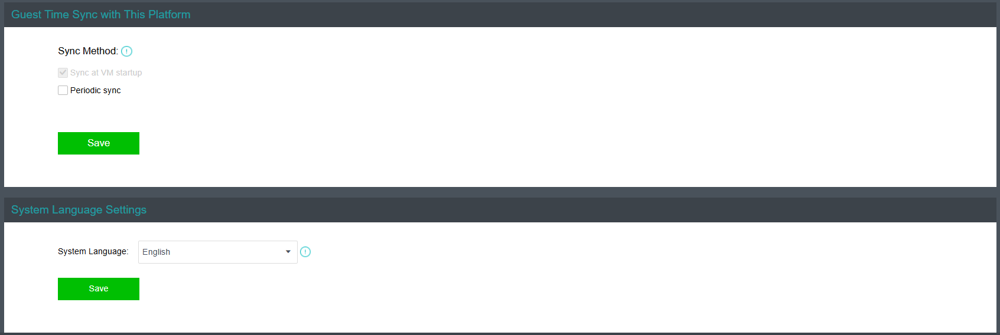 Guest Time Sync with This Platform
Sync Method:
Sync at VM startup
Periodic sync
Save
System Language Settings
System Language: English
Save